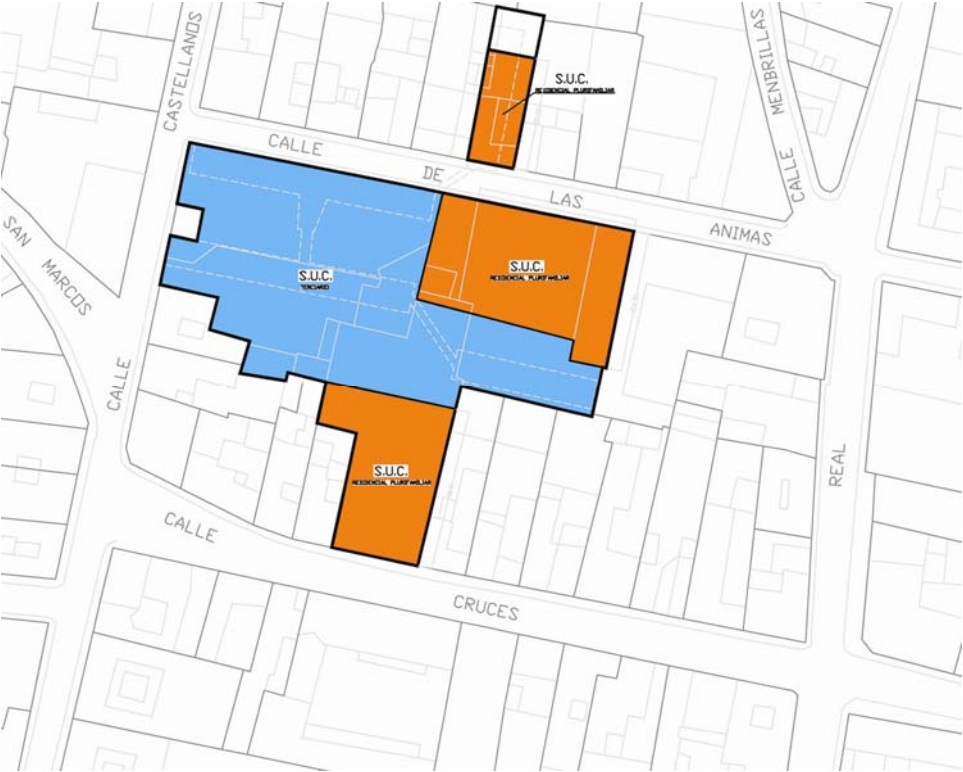 CASTELLANOS
CALLE
MENBRILLAS
CALLE
S.U.C.
RESIDENCIAL PLURIFAMILIAR
CALLE
DE
LAS
ANIMAS
SAN
MARCOS
S.U.C.
TERCIARIO
S.U.C.
RESIDENCIAL PLURIFAMILIAR
S.U.C.
RESIDENCIAL PLURIFAMILIAR
REAL
CALLE
CRUCES